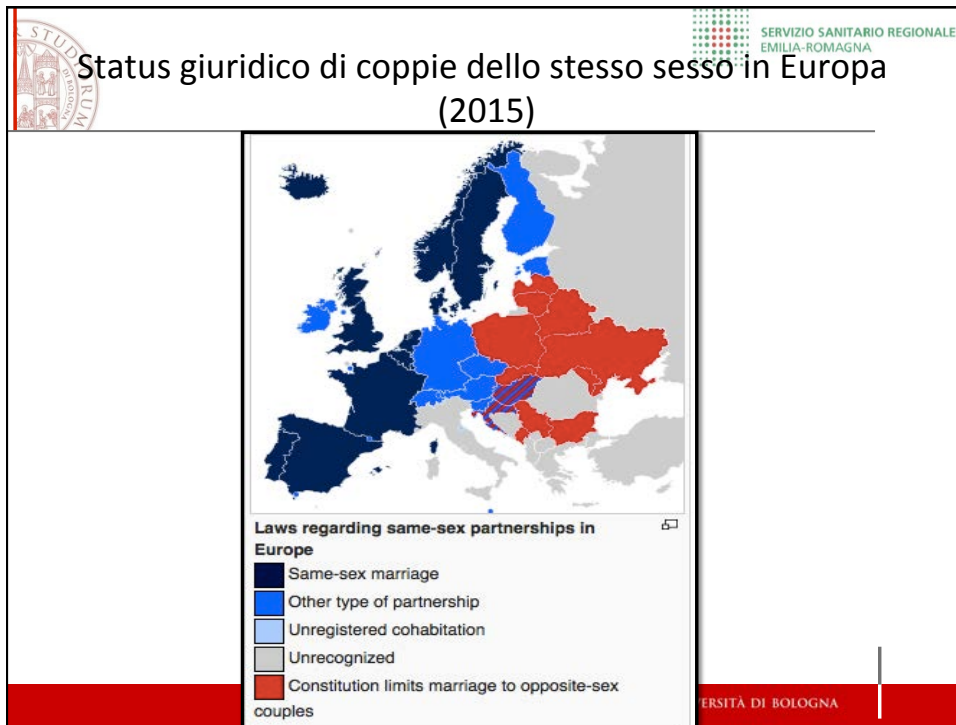 SERVIZIO SANITARIO REGIONALE
EMILIA-ROMAGNA
Status giuridico di coppie dello stesso sesso in Europa
(2015)
Laws regarding same-sex partnerships in
Europe
Same-sex marriage
Other type of partnership
Unregistered cohabitation
Unrecognized
Constitution limits marriage to opposite-sex
couples
ERSITÀ DI BOLOGNA